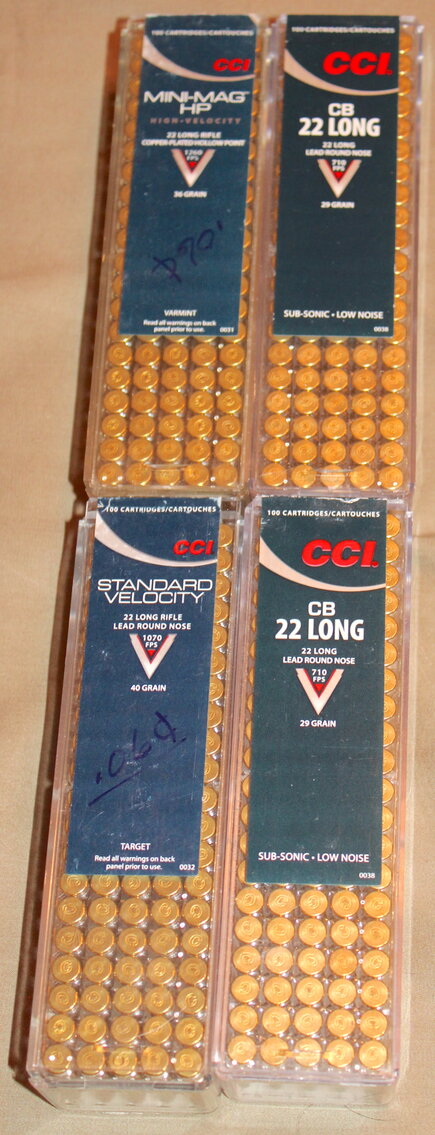 100 CARTRIDGES/CARTOUCHES
CCI
MINI-MAG™
HP
HIGH-VELOCITY
22 LONG RIFLE
COPPER-PLATED HOLLOW POINT
1260
FPS
36 GRAIN
VARMINT
Read all warnings on back
panel prior to use.
0031
100 CARTRIDGES/CARTOUCHES
CCI.
CB
22 LONG
22 LONG
LEAD ROUND NOSE
710
FPS
29 GRAIN
SUB-SONIC • LOW NOISE
0038
100 CARTRIDGES/CARTOUCHES
CCI
STANDARD
VELOCITY
22 LONG RIFLE
LEAD ROUND NOSE
1070
FPS
40 GRAIN
.06¢
TARGET
Read all warnings on back
panel prior to use.
0032
100 CARTRIDGES/CARTOUCHES
CCI.
CB
22 LONG
22 LONG
LEAD ROUND NOSE
710
FPS
29 GRAIN
SUB-SONIC • LOW NOISE
0038